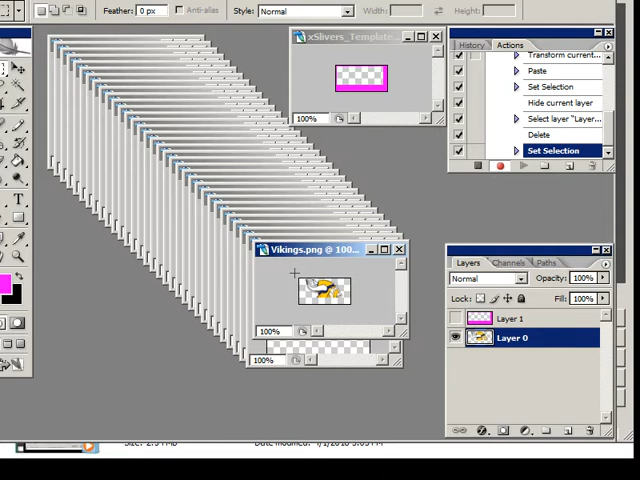 Feather: 0 px Anti-alias Style: Normal Width: Height:
xSlivers_Template...
100%
History Actions
Transform current...
Paste
Set Selection
Hide current layer
Select layer "Layer...
Delete
Set Selection
Vikings.png @ 100...
100%
100%
Layers Channels Paths
Normal Opacity: 100%
Lock: Fill: 100%
Layer 1
Layer 0